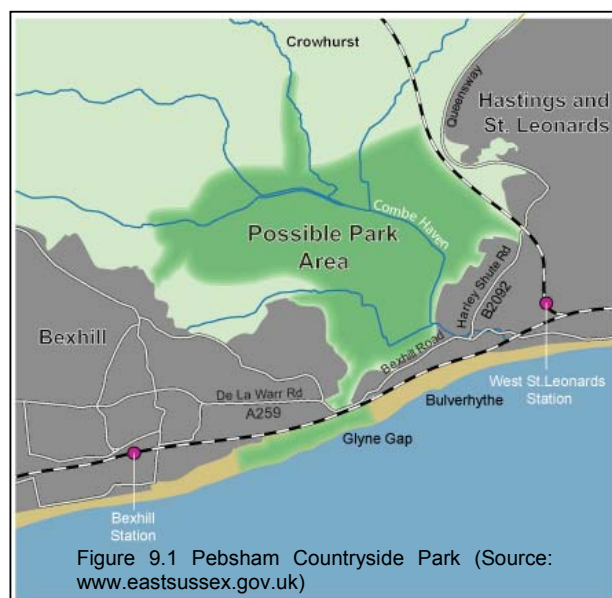 Crowhurst
Queensway
Hastings and
St. Leonards
Combe Haven
Possible Park
Area
Harley Shute Rd
B2092
Bexhill
Bexhill Road
De La Warr Rd
A259
West St.Leonards
Station
Bulverhythe
Glyne Gap
Bexhill
Station
Figure 9.1 Pebsham Countryside Park (Source:
www.eastsussex.gov.uk)